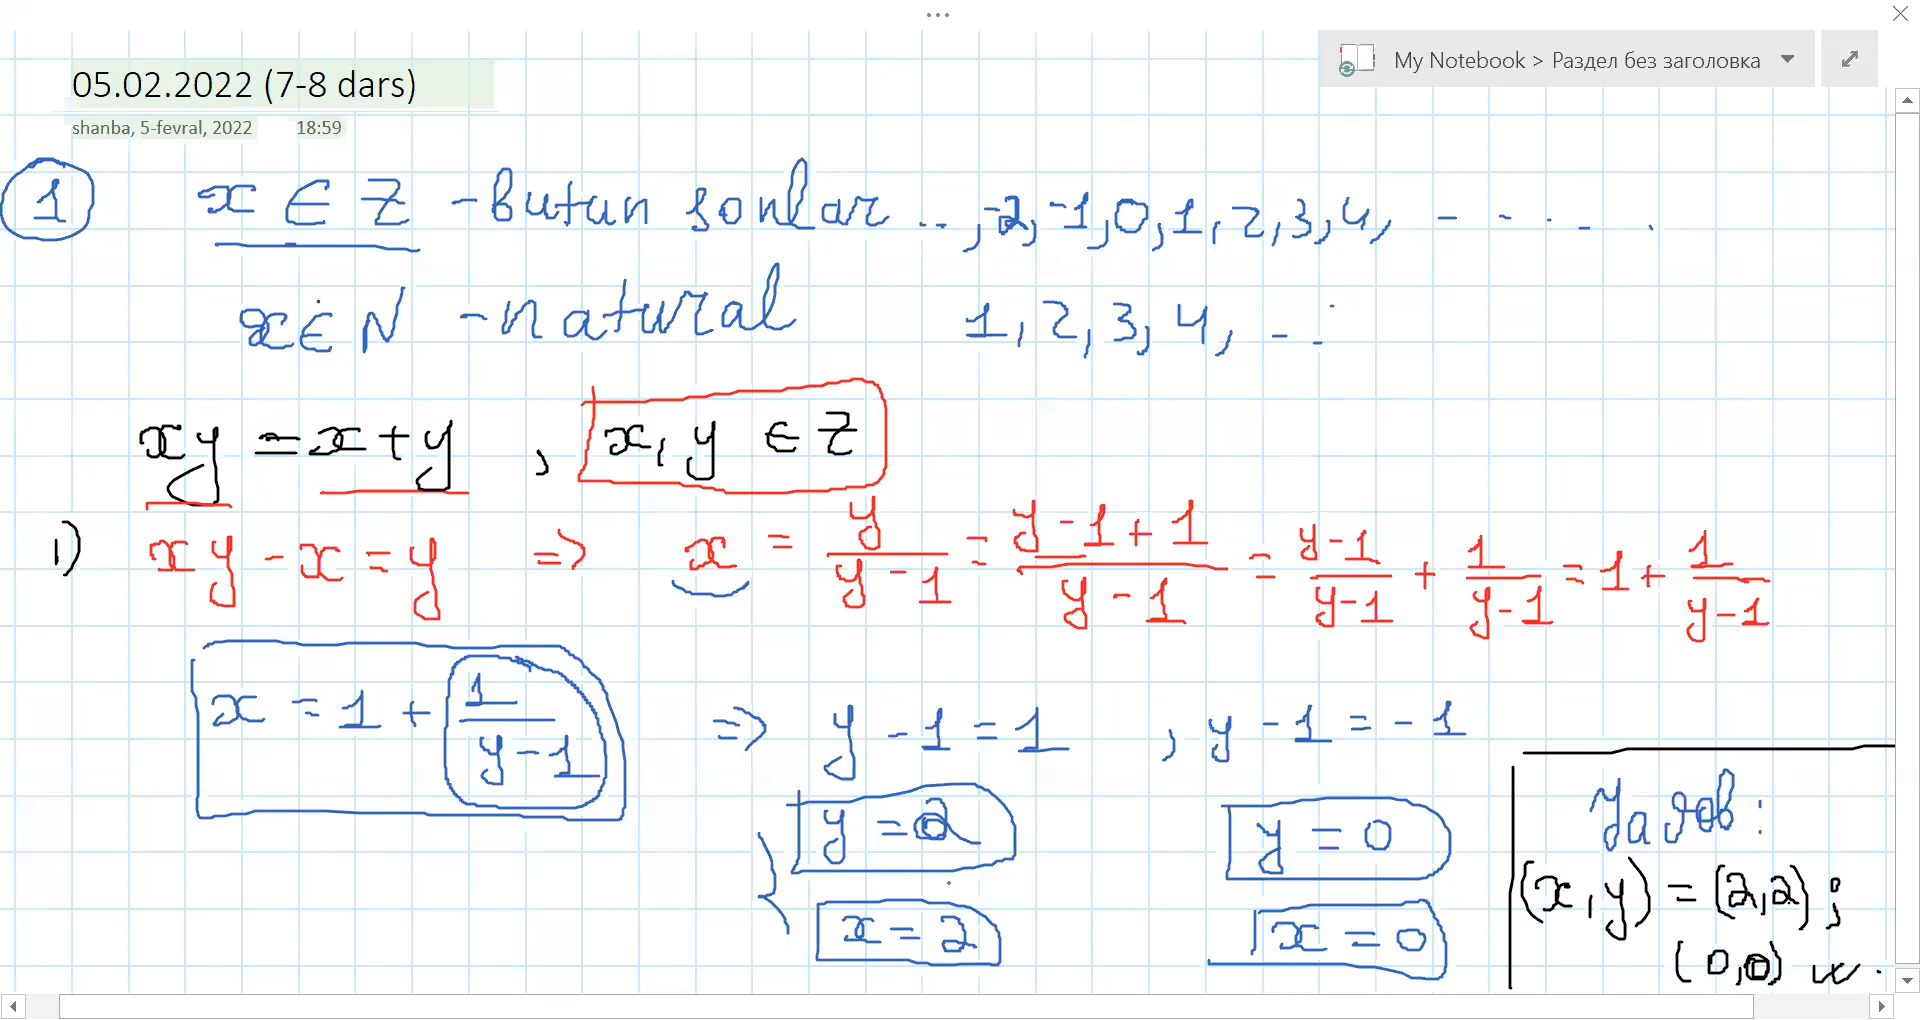 My Notebook > Раздел без заголовка
05.02.2022 (7-8 dars)
shanba, 5-fevral, 2022 18:59
1 x ∈ Z - butun sonlar .., -2, -1, 0, 1, 2, 3, 4, - - . - .
x ∈ N - natural 1, 2, 3, 4, - ..
xy = x + y , x, y ∈ Z
1) xy - x = y => x = y/(y - 1) = (y - 1 + 1)/(y - 1) = (y-1)/(y-1) + 1/(y-1) = 1 + 1/(y-1)
x = 1 + 1/(y-1) => y - 1 = 1 , y - 1 = -1
y = 2 y = 0
x = 2 x = 0
(x, y) = (2,2) ;
(0,0)